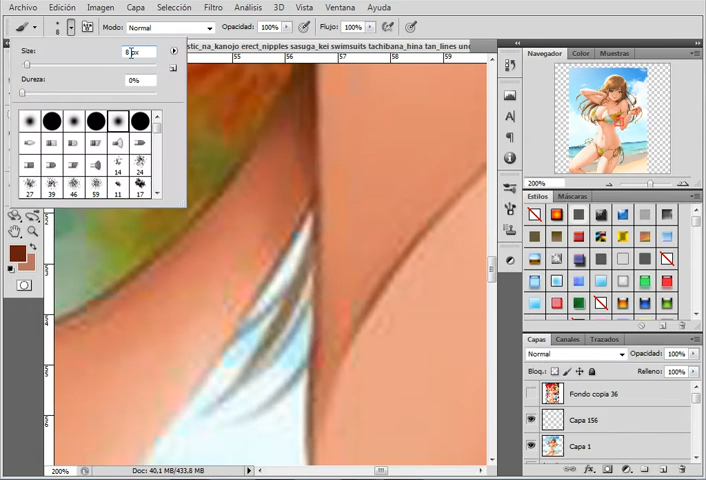 Archivo Edición Imagen Capa Selección Filtro Análisis 3D Vista Ventana Ayuda
8 Modo: Normal Opacidad: 100% Flujo: 100%
stic_na_kanojo erect_nipples sasuga_kei swimsuits tachibana_hina tan_lines und
Size: 8 px
Dureza: 0%
14 24
27 39 46 59 11 17
55 56 57 58 59 60
Navegador Color Muestras
200%
Estilos Máscaras
Capas Canales Trazados
Normal Opacidad: 100%
Bloq.: Relleno: 100%
Fondo copia 36
Capa 156
Capa 1
200% Doc: 40,1 MB/433,8 MB